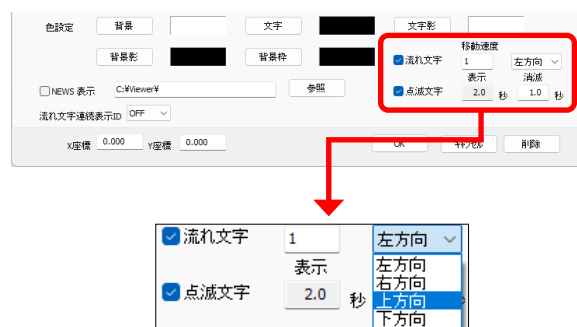 色設定 背景 文字 文字影
背景影 背景枠
移動速度
流れ文字 1 左方向
表示 消滅
点滅文字 2.0 秒 1.0 秒
NEWS 表示 C:¥Viewer¥ 参照
流れ文字連続表示ID OFF
X座標 0.000 Y座標 0.000 OK キャンセル 削除
流れ文字 1 左方向
表示
点滅文字 2.0 秒
左方向
右方向
上方向
下方向